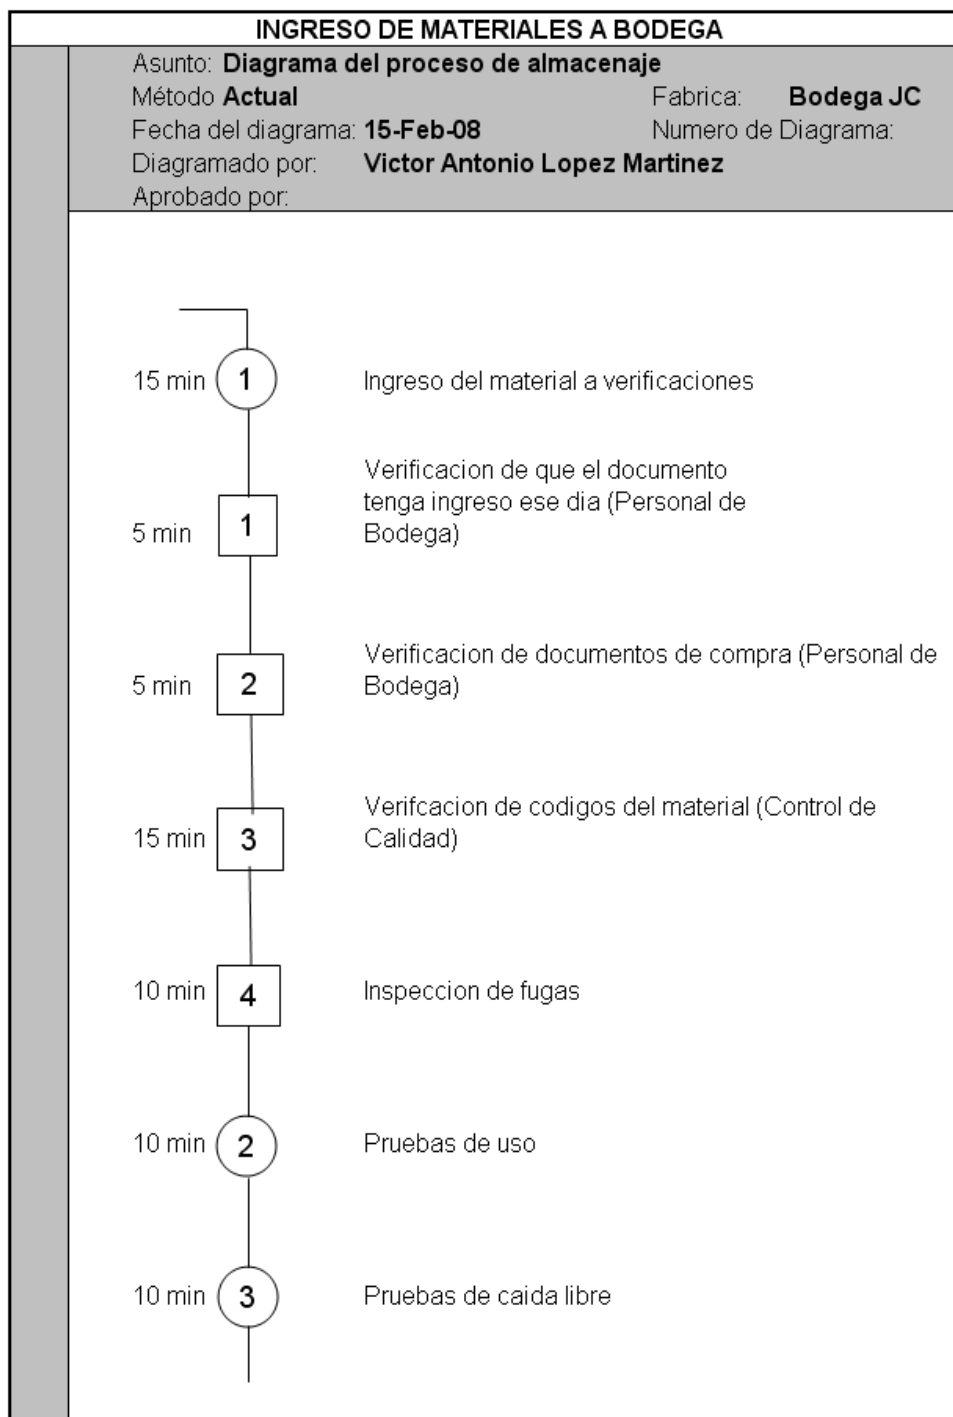 INGRESO DE MATERIALES A BODEGA
Asunto: Diagrama del proceso de almacenaje
Método Actual Fabrica: Bodega JC
Fecha del diagrama: 15-Feb-08 Numero de Diagrama:
Diagramado por: Victor Antonio Lopez Martinez
Aprobado por:
15 min 1 Ingreso del material a verificaciones
Verificacion de que el documento
tenga ingreso ese dia (Personal de
5 min 1 Bodega)
Verificacion de documentos de compra (Personal de
5 min 2 Bodega)
Verifcacion de codigos del material (Control de
15 min 3 Calidad)
10 min 4 Inspeccion de fugas
10 min 2 Pruebas de uso
10 min 3 Pruebas de caida libre